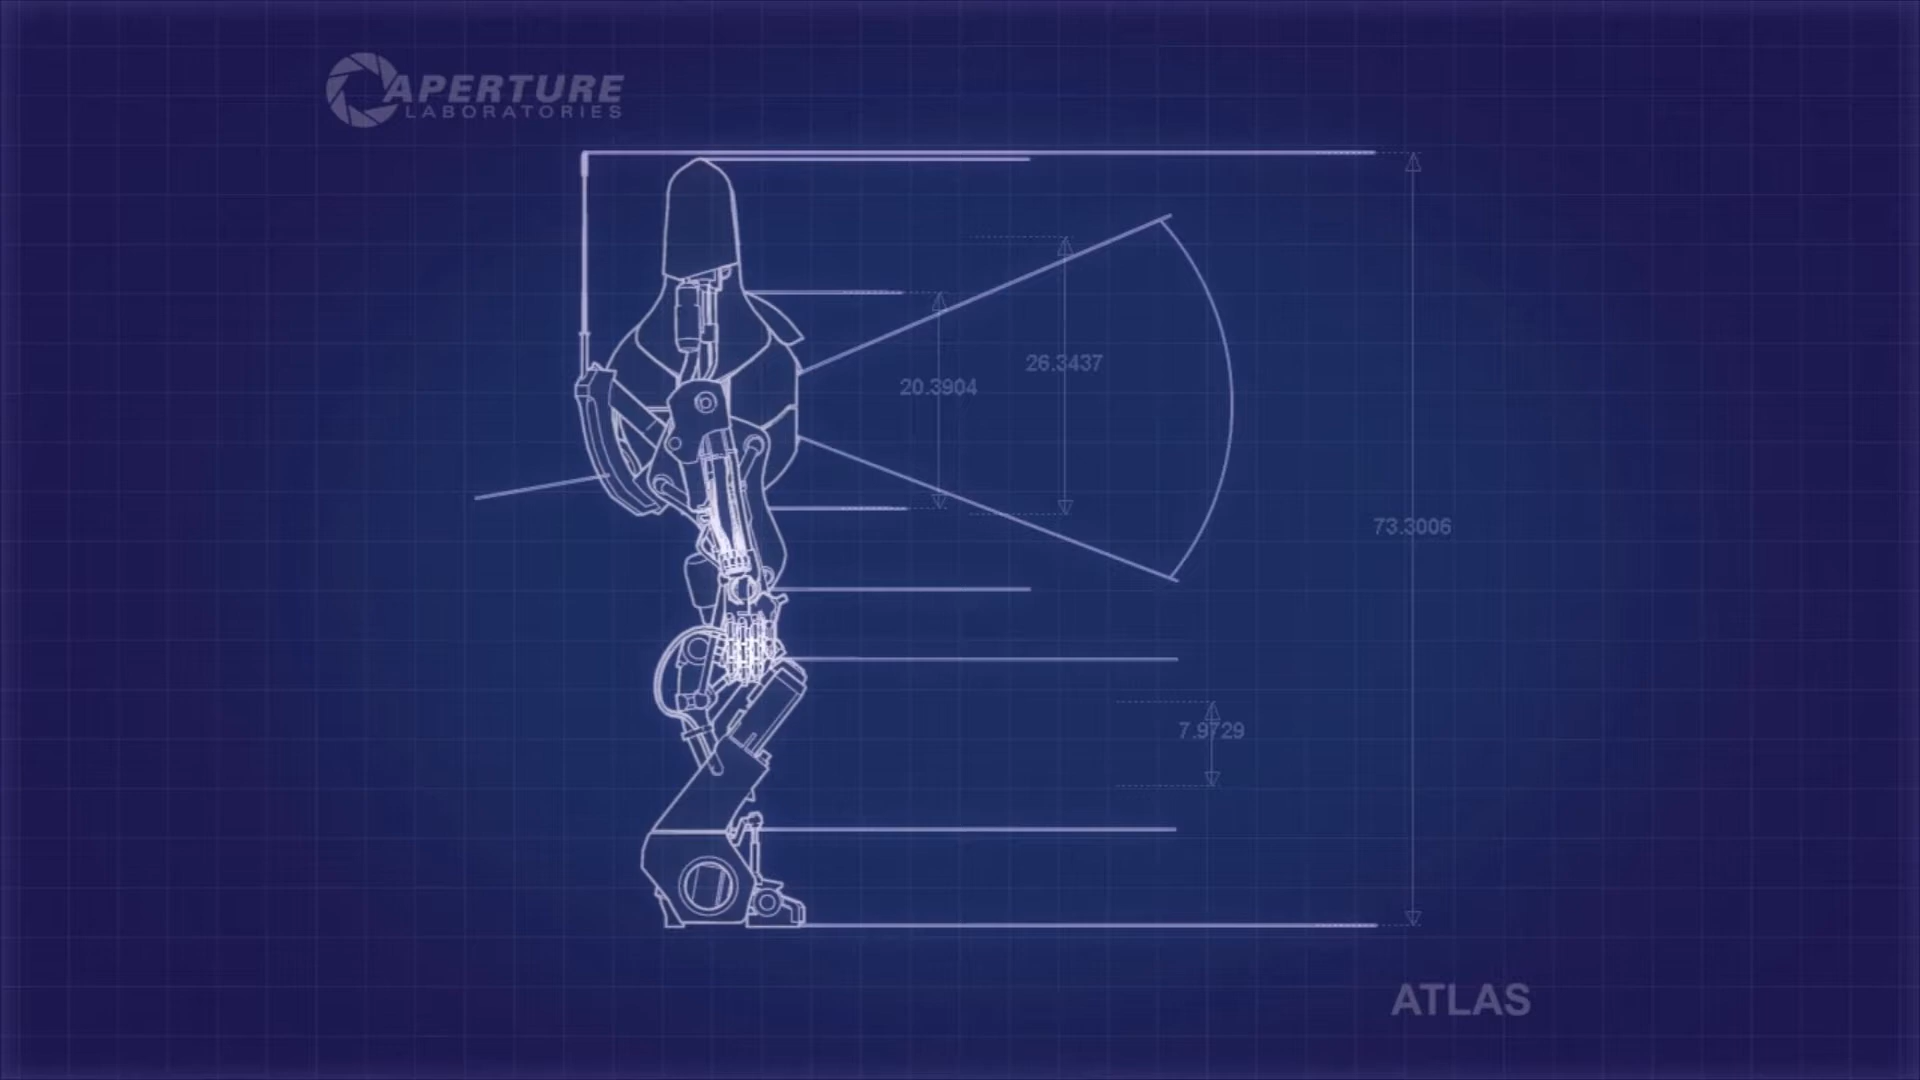 APERTURE
LABORATORIES
26.3437
20.3904
73.3006
7.9729
ATLAS